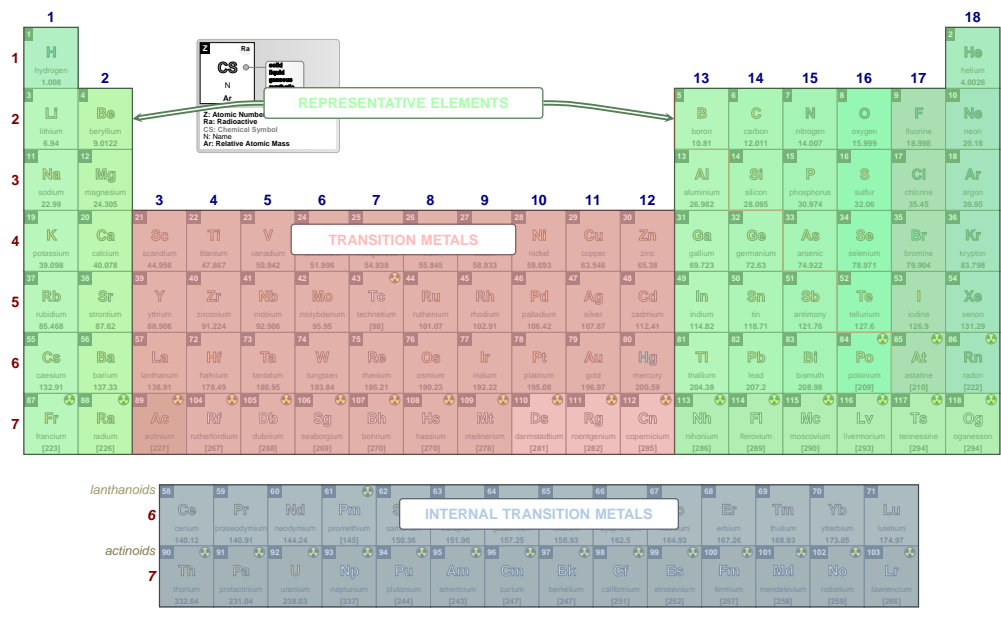 1 18
1 H hydrogen 1.008
2 He helium 4.0026
Z Ra
CS
N
Ar
solid
liquid
gaseous
Z: Atomic Number
Ra: Radioactive
CS: Chemical Symbol
N: Name
Ar: Relative Atomic Mass
REPRESENTATIVE ELEMENTS
2 13 14 15 16 17
1
2
3 Li lithium 6.94
4 Be beryllium 9.0122
5 B boron 10.81
6 C carbon 12.011
7 N nitrogen 14.007
8 O oxygen 15.999
9 F fluorine 18.998
10 Ne neon 20.18
3
11 Na sodium 22.99
12 Mg magnesium 24.305
13 Al aluminium 26.982
14 Si silicon 28.085
15 P phosphorus 30.974
16 S sulfur 32.06
17 Cl chlorine 35.45
18 Ar argon 39.95
3 4 5 6 7 8 9 10 11 12
4
19 K potassium 39.098
20 Ca calcium 40.078
21 Sc scandium 44.956
22 Ti titanium 47.867
23 V vanadium 50.942
24 51.996
25 54.938
26 55.845
27 58.933
TRANSITION METALS
28 Ni nickel 58.693
29 Cu copper 63.546
30 Zn zinc 65.38
31 Ga gallium 69.723
32 Ge germanium 72.63
33 As arsenic 74.922
34 Se selenium 78.971
35 Br bromine 79.904
36 Kr krypton 83.798
5
37 Rb rubidium 85.468
38 Sr strontium 87.62
39 Y yttrium 88.906
40 Zr zirconium 91.224
41 Nb niobium 92.906
42 Mo molybdenum 95.95
43 Tc technetium [98]
44 Ru ruthenium 101.07
45 Rh rhodium 102.91
46 Pd palladium 106.42
47 Ag silver 107.87
48 Cd cadmium 112.41
49 In indium 114.82
50 Sn tin 118.71
51 Sb antimony 121.76
52 Te tellurium 127.6
53 I iodine 126.9
54 Xe xenon 131.29
6
55 Cs caesium 132.91
56 Ba barium 137.33
57 La lanthanum 138.91
72 Hf hafnium 178.49
73 Ta tantalum 180.95
74 W tungsten 183.84
75 Re rhenium 186.21
76 Os osmium 190.23
77 Ir iridium 192.22
78 Pt platinum 195.08
79 Au gold 196.97
80 Hg mercury 200.59
81 Tl thallium 204.38
82 Pb lead 207.2
83 Bi bismuth 208.98
84 Po polonium [209]
85 At astatine [210]
86 Rn radon [222]
7
87 Fr francium [223]
88 Ra radium [226]
89 Ac actinium [227]
104 Rf rutherfordium [267]
105 Db dubnium [268]
106 Sg seaborgium [271]
107 Bh bohrium [270]
108 Hs hassium [270]
109 Mt meitnerium [278]
110 Ds darmstadtium [281]
111 Rg roentgenium [282]
112 Cn copernicium [285]
113 Nh nihonium [286]
114 Fl flerovium [289]
115 Mc moscovium [290]
116 Lv livermorium [293]
117 Ts tennessine [294]
118 Og oganesson [294]
lanthanoids
6
58 Ce cerium 140.12
59 Pr praseodymium 140.91
60 Nd neodymium 144.24
61 Pm promethium [145]
62 150.36
63 151.96
64 157.25
65 158.93
66 162.5
67 164.93
INTERNAL TRANSITION METALS
68 Er erbium 167.26
69 Tm thulium 168.93
70 Yb ytterbium 173.05
71 Lu lutetium 174.97
actinoids
7
90 Th thorium 232.04
91 Pa protactinium 231.04
92 U uranium 238.03
93 Np neptunium [237]
94 Pu plutonium [244]
95 Am americium [243]
96 Cm curium [247]
97 Bk berkelium [247]
98 Cf californium [251]
99 Es einsteinium [252]
100 Fm fermium [257]
101 Md mendelevium [258]
102 No nobelium [259]
103 Lr lawrencium [266]